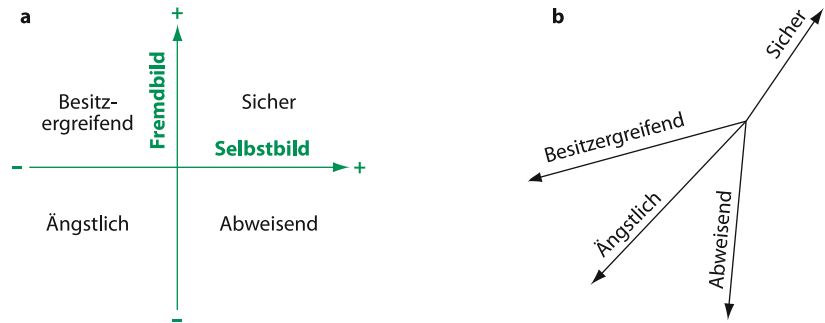 a
+
Fremdbild
Besitz-
ergreifend
Sicher
Selbstbild
-
+
Ängstlich
Abweisend
-
b
Sicher
Besitzergreifend
Ängstlich
Abweisend